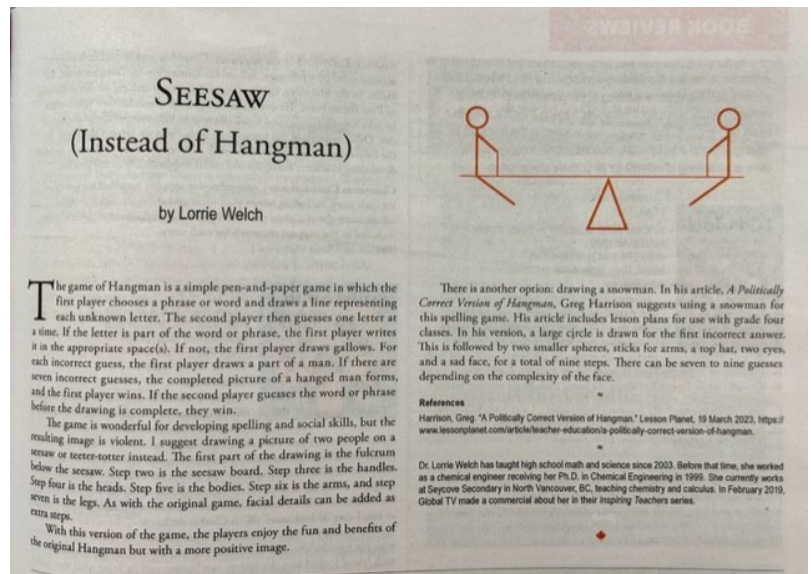 BOOK REVIEWS
SEESAW
(Instead of Hangman)
by Lorrie Welch
The game of Hangman is a simple pen-and-paper game in which the
first player chooses a phrase or word and draws a line representing
each unknown letter. The second player then guesses one letter at
a time. If the letter is part of the word or phrase, the first player writes
it in the appropriate space(s). If not, the first player draws gallows. For
each incorrect guess, the first player draws a part of a man. If there are
seven incorrect guesses, the completed picture of a hanged man forms,
and the first player wins. If the second player guesses the word or phrase
before the drawing is complete, they win.
The game is wonderful for developing spelling and social skills, but the
resulting image is violent. I suggest drawing a picture of two people on a
seesaw or teeter-totter instead. The first part of the drawing is the fulcrum
below the seesaw. Step two is the seesaw board. Step three is the handles.
Step four is the heads. Step five is the bodies. Step six is the arms, and step
seven is the legs. As with the original game, facial details can be added as
extra steps.
With this version of the game, the players enjoy the fun and benefits of
the original Hangman but with a more positive image.
There is another option: drawing a snowman. In his article, A Politically
Correct Version of Hangman, Greg Harrison suggests using a snowman for
this spelling game. His article includes lesson plans for use with grade four
classes. In his version, a large circle is drawn for the first incorrect answer.
This is followed by two smaller spheres, sticks for arms, a top hat, two eyes,
and a sad face, for a total of nine steps. There can be seven to nine guesses
depending on the complexity of the face.
References
Harrison, Greg. "A Politically Correct Version of Hangman." Lesson Planet, 19 March 2023, https://
www.lessonplanet.com/article/teacher-education/a-politically-correct-version-of-hangman.
Dr. Lorrie Welch has taught high school math and science since 2003. Before that time, she worked
as a chemical engineer receiving her Ph.D. in Chemical Engineering in 1999. She currently works
at Seycove Secondary in North Vancouver, BC, teaching chemistry and calculus. In February 2019,
Global TV made a commercial about her in their Inspiring Teachers series.